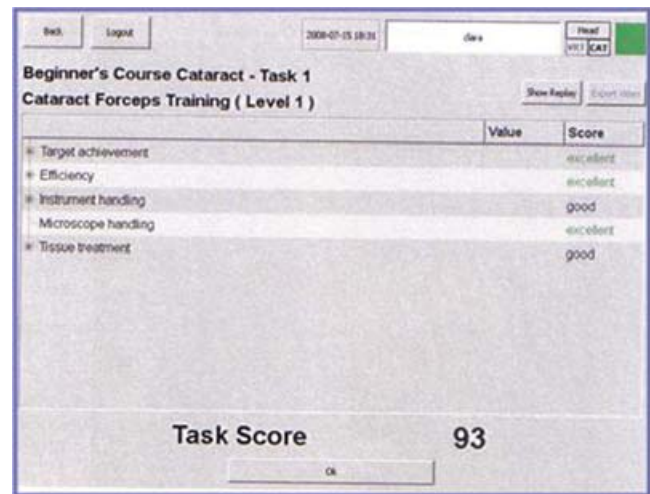 Back Logout 2008-07-15 18:31 clara Head
VRT CAT
Beginner's Course Cataract - Task 1
Cataract Forceps Training ( Level 1 )
Show Replay Export Video
Value Score
Target achievement excellent
Efficiency excellent
Instrument handling good
Microscope handling excellent
Tissue treatment good
Task Score 93
Ok